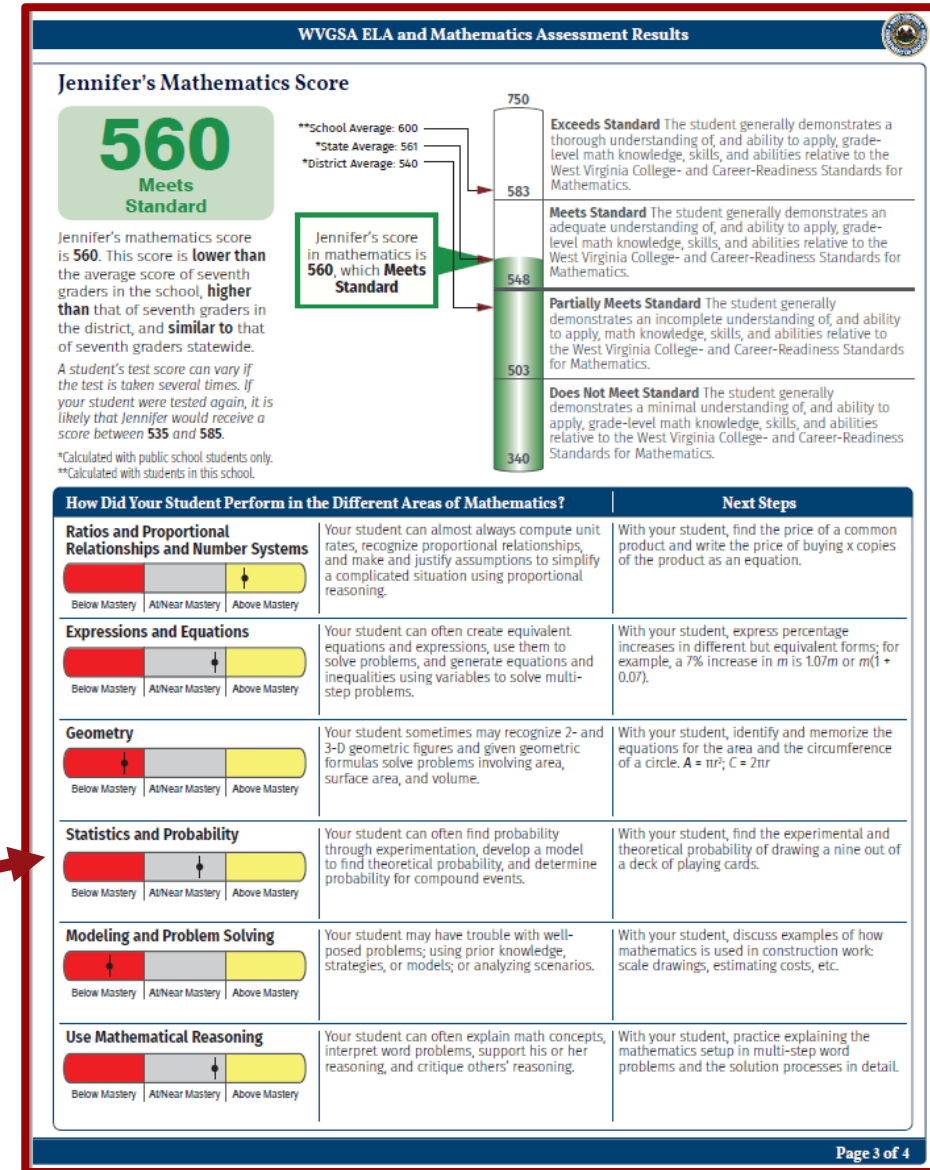 WVGSA ELA and Mathematics Assessment Results
Jennifer's Mathematics Score
560
Meets
Standard
Jennifer's mathematics score
is 560. This score is lower than
the average score of seventh
graders in the school, higher
than that of seventh graders in
the district, and similar to that
of seventh graders statewide.
A student's test score can vary if
the test is taken several times. If
your student were tested again, it is
likely that Jennifer would receive a
score between 535 and 585.
*Calculated with public school students only.
**Calculated with students in this school.
**School Average: 600
*State Average: 561
*District Average: 540
Jennifer's score
in mathematics is
560, which Meets
Standard
750
583
548
503
340
Exceeds Standard The student generally demonstrates a
thorough understanding of, and ability to apply, grade-
level math knowledge, skills, and abilities relative to the
West Virginia College- and Career-Readiness Standards for
Mathematics.
Meets Standard The student generally demonstrates an
adequate understanding of, and ability to apply, grade-
level math knowledge, skills, and abilities relative to the
West Virginia College- and Career-Readiness Standards for
Mathematics.
Partially Meets Standard The student generally
demonstrates an incomplete understanding of, and ability
to apply, math knowledge, skills, and abilities relative to
the West Virginia College- and Career-Readiness Standards
for Mathematics.
Does Not Meet Standard The student generally
demonstrates a minimal understanding of, and ability to
apply, grade-level math knowledge, skills, and abilities
relative to the West Virginia College- and Career-Readiness
Standards for Mathematics.
How Did Your Student Perform in the Different Areas of Mathematics?
Next Steps
Ratios and Proportional
Relationships and Number Systems
Below Mastery At/Near Mastery Above Mastery
Your student can almost always compute unit
rates, recognize proportional relationships,
and make and justify assumptions to simplify
a complicated situation using proportional
reasoning.
With your student, find the price of a common
product and write the price of buying x copies
of the product as an equation.
Expressions and Equations
Below Mastery At/Near Mastery Above Mastery
Your student can often create equivalent
equations and expressions, use them to
solve problems, and generate equations and
inequalities using variables to solve multi-
step problems.
With your student, express percentage
increases in different but equivalent forms; for
example, a 7% increase in m is 1.07m or m(1 +
0.07).
Geometry
Below Mastery At/Near Mastery Above Mastery
Your student sometimes may recognize 2- and
3-D geometric figures and given geometric
formulas solve problems involving area,
surface area, and volume.
With your student, identify and memorize the
equations for the area and the circumference
of a circle. A = πr²; C = 2πr
Statistics and Probability
Below Mastery At/Near Mastery Above Mastery
Your student can often find probability
through experimentation, develop a model
to find theoretical probability, and determine
probability for compound events.
With your student, find the experimental and
theoretical probability of drawing a nine out of
a deck of playing cards.
Modeling and Problem Solving
Below Mastery At/Near Mastery Above Mastery
Your student may have trouble with well-
posed problems; using prior knowledge,
strategies, or models; or analyzing scenarios.
With your student, discuss examples of how
mathematics is used in construction work:
scale drawings, estimating costs, etc.
Use Mathematical Reasoning
Below Mastery At/Near Mastery Above Mastery
Your student can often explain math concepts,
interpret word problems, support his or her
reasoning, and critique others' reasoning.
With your student, practice explaining the
mathematics setup in multi-step word
problems and the solution processes in detail.
Page 3 of 4